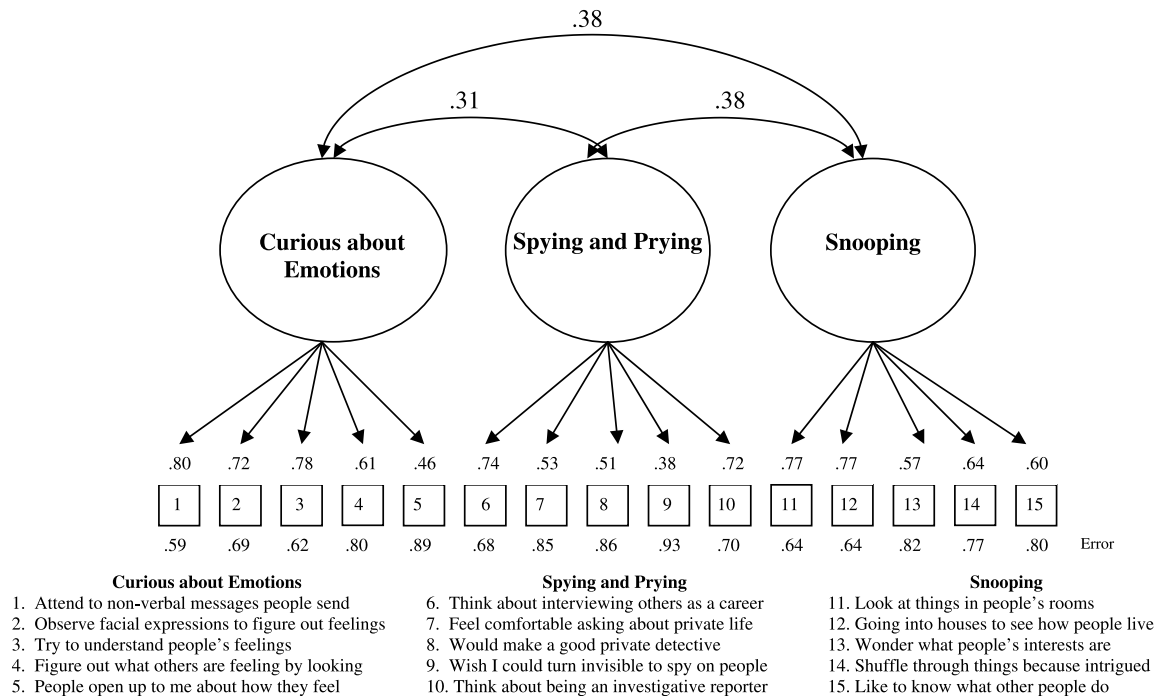 .38
.31 .38
Curious about
Emotions
Spying and Prying
Snooping
.80 .72 .78 .61 .46 .74 .53 .51 .38 .72 .77 .77 .57 .64 .60
1 2 3 4 5 6 7 8 9 10 11 12 13 14 15
.59 .69 .62 .80 .89 .68 .85 .86 .93 .70 .64 .64 .82 .77 .80 Error
Curious about Emotions
1. Attend to non-verbal messages people send
2. Observe facial expressions to figure out feelings
3. Try to understand people's feelings
4. Figure out what others are feeling by looking
5. People open up to me about how they feel
Spying and Prying
6. Think about interviewing others as a career
7. Feel comfortable asking about private life
8. Would make a good private detective
9. Wish I could turn invisible to spy on people
10. Think about being an investigative reporter
Snooping
11. Look at things in people's rooms
12. Going into houses to see how people live
13. Wonder what people's interests are
14. Shuffle through things because intrigued
15. Like to know what other people do